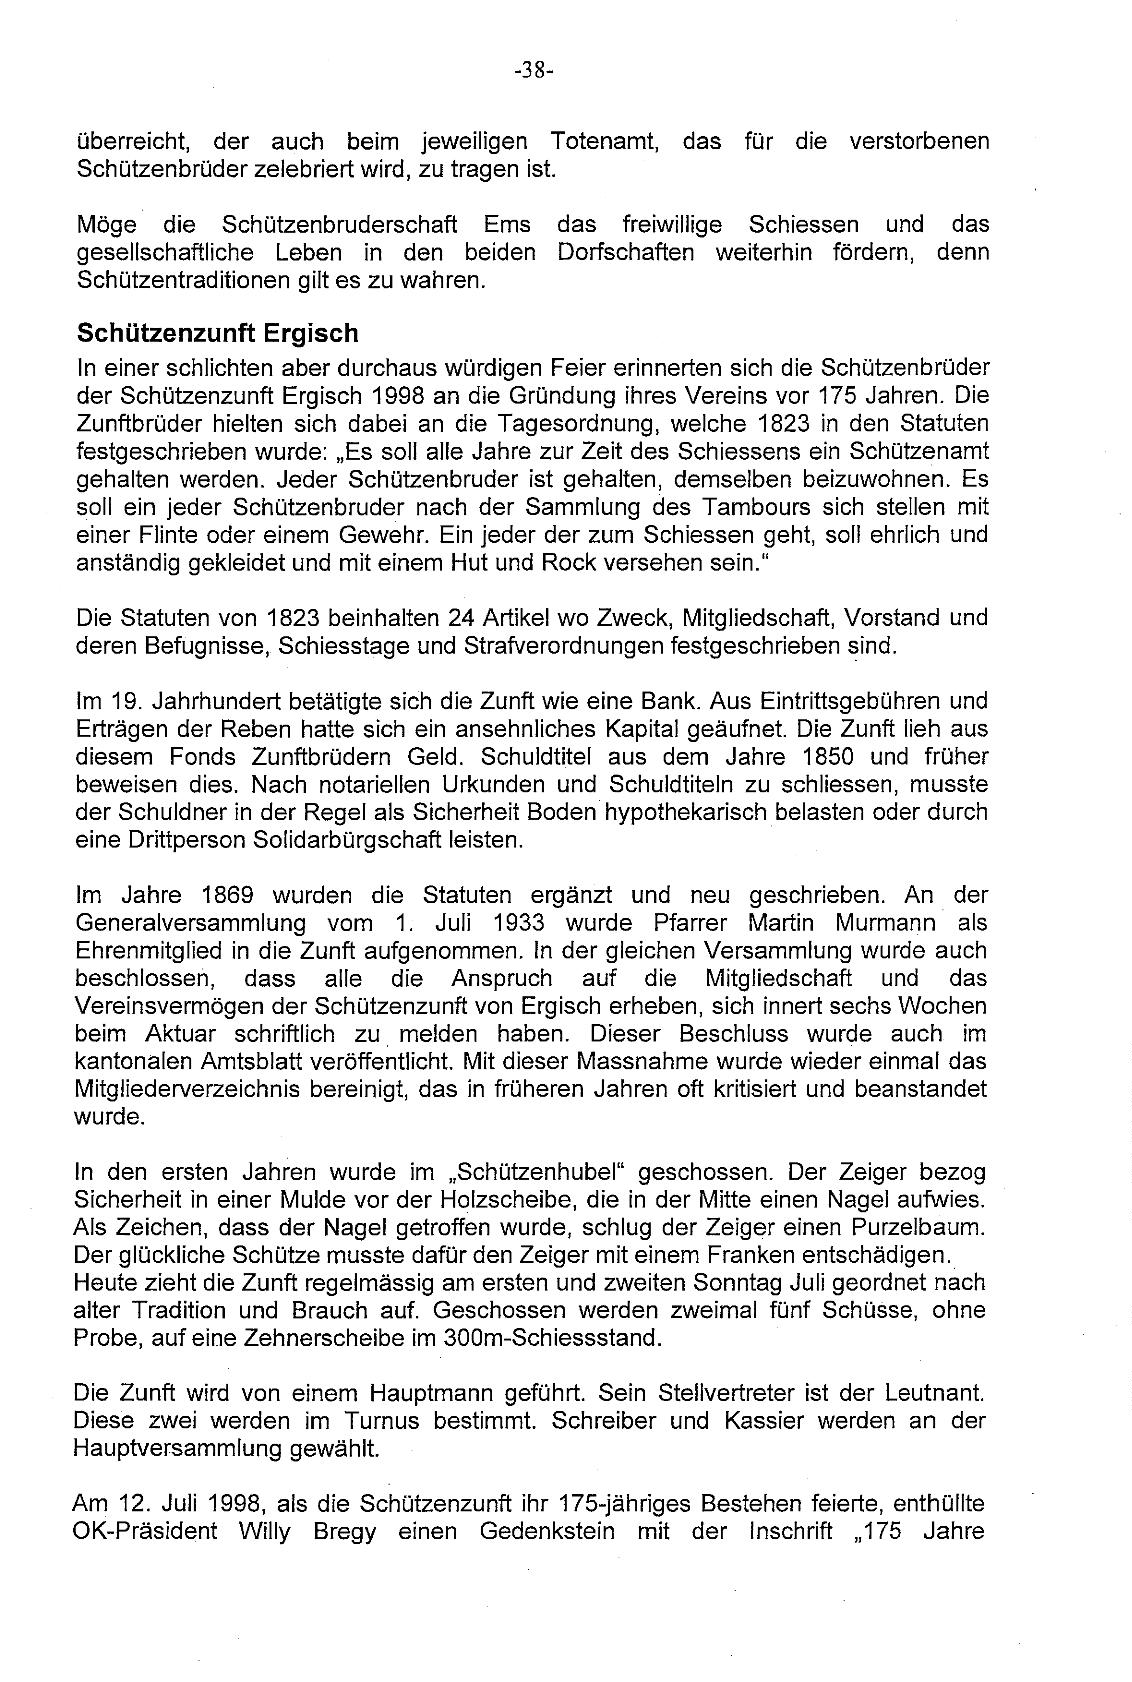 -38-
überreicht, der auch beim jeweiligen Totenamt, das für die verstorbenen
Schützenbrüder zelebriert wird, zu tragen ist.
Möge die Schützenbruderschaft Ems das freiwillige Schiessen und das
gesellschaftliche Leben in den beiden Dorfschaften weiterhin fördern, denn
Schützentraditionen gilt es zu wahren.
Schützenzunft Ergisch
In einer schlichten aber durchaus würdigen Feier erinnerten sich die Schützenbrüder
der Schützenzunft Ergisch 1998 an die Gründung ihres Vereins vor 175 Jahren. Die
Zunftbrüder hielten sich dabei an die Tagesordnung, welche 1823 in den Statuten
festgeschrieben wurde: „Es soll alle Jahre zur Zeit des Schiessens ein Schützenamt
gehalten werden. Jeder Schützenbruder ist gehalten, demselben beizuwohnen. Es
soll ein jeder Schützenbruder nach der Sammlung des Tambours sich stellen mit
einer Flinte oder einem Gewehr. Ein jeder der zum Schiessen geht, soll ehrlich und
anständig gekleidet und mit einem Hut und Rock versehen sein.“
Die Statuten von 1823 beinhalten 24 Artikel wo Zweck, Mitgliedschaft, Vorstand und
deren Befugnisse, Schiesstage und Strafverordnungen festgeschrieben sind.
Im 19. Jahrhundert betätigte sich die Zunft wie eine Bank. Aus Eintrittsgebühren und
Erträgen der Reben hatte sich ein ansehnliches Kapital geäufnet. Die Zunft lieh aus
diesem Fonds Zunftbrüdern Geld. Schuldtitel aus dem Jahre 1850 und früher
beweisen dies. Nach notariellen Urkunden und Schuldtiteln zu schliessen, musste
der Schuldner in der Regel als Sicherheit Boden hypothekarisch belasten oder durch
eine Drittperson Solidarbürgschaft leisten.
Im Jahre 1869 wurden die Statuten ergänzt und neu geschrieben. An der
Generalversammlung vom 1. Juli 1933 wurde Pfarrer Martin Murmann als
Ehrenmitglied in die Zunft aufgenommen. In der gleichen Versammlung wurde auch
beschlossen, dass alle die Anspruch auf die Mitgliedschaft und das
Vereinsvermögen der Schützenzunft von Ergisch erheben, sich innert sechs Wochen
beim Aktuar schriftlich zu melden haben. Dieser Beschluss wurde auch im
kantonalen Amtsblatt veröffentlicht. Mit dieser Massnahme wurde wieder einmal das
Mitgliederverzeichnis bereinigt, das in früheren Jahren oft kritisiert und beanstandet
wurde.
In den ersten Jahren wurde im „Schützenhubel“ geschossen. Der Zeiger bezog
Sicherheit in einer Mulde vor der Holzscheibe, die in der Mitte einen Nagel aufwies.
Als Zeichen, dass der Nagel getroffen wurde, schlug der Zeiger einen Purzelbaum.
Der glückliche Schütze musste dafür den Zeiger mit einem Franken entschädigen.
Heute zieht die Zunft regelmässig am ersten und zweiten Sonntag Juli geordnet nach
alter Tradition und Brauch auf. Geschossen werden zweimal fünf Schüsse, ohne
Probe, auf eine Zehnerscheibe im 300m-Schiessstand.
Die Zunft wird von einem Hauptmann geführt. Sein Stellvertreter ist der Leutnant.
Diese zwei werden im Turnus bestimmt. Schreiber und Kassier werden an der
Hauptversammlung gewählt.
Am 12. Juli 1998, als die Schützenzunft ihr 175-jähriges Bestehen feierte, enthüllte
OK-Präsident Willy Bregy einen Gedenkstein mit der Inschrift „175 Jahre